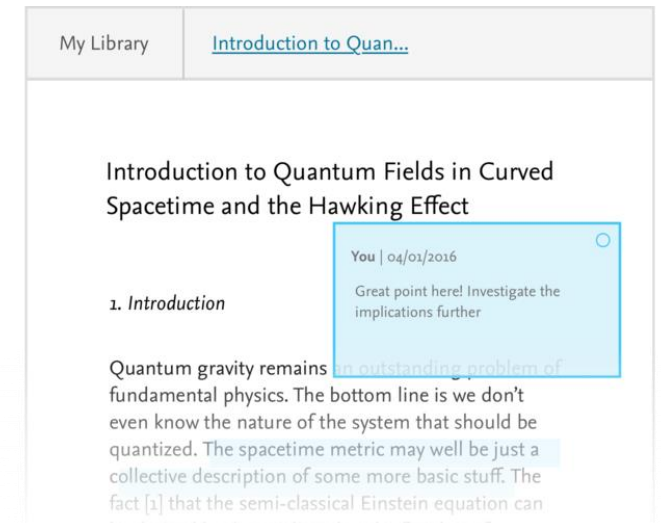 My Library
Introduction to Quan...
Introduction to Quantum Fields in Curved
Spacetime and the Hawking Effect
You | 04/01/2016
Great point here! Investigate the
implications further
1. Introduction
Quantum gravity remains an outstanding problem of
fundamental physics. The bottom line is we don't
even know the nature of the system that should be
quantized. The spacetime metric may well be just a
collective description of some more basic stuff. The
fact [1] that the semi-classical Einstein equation can